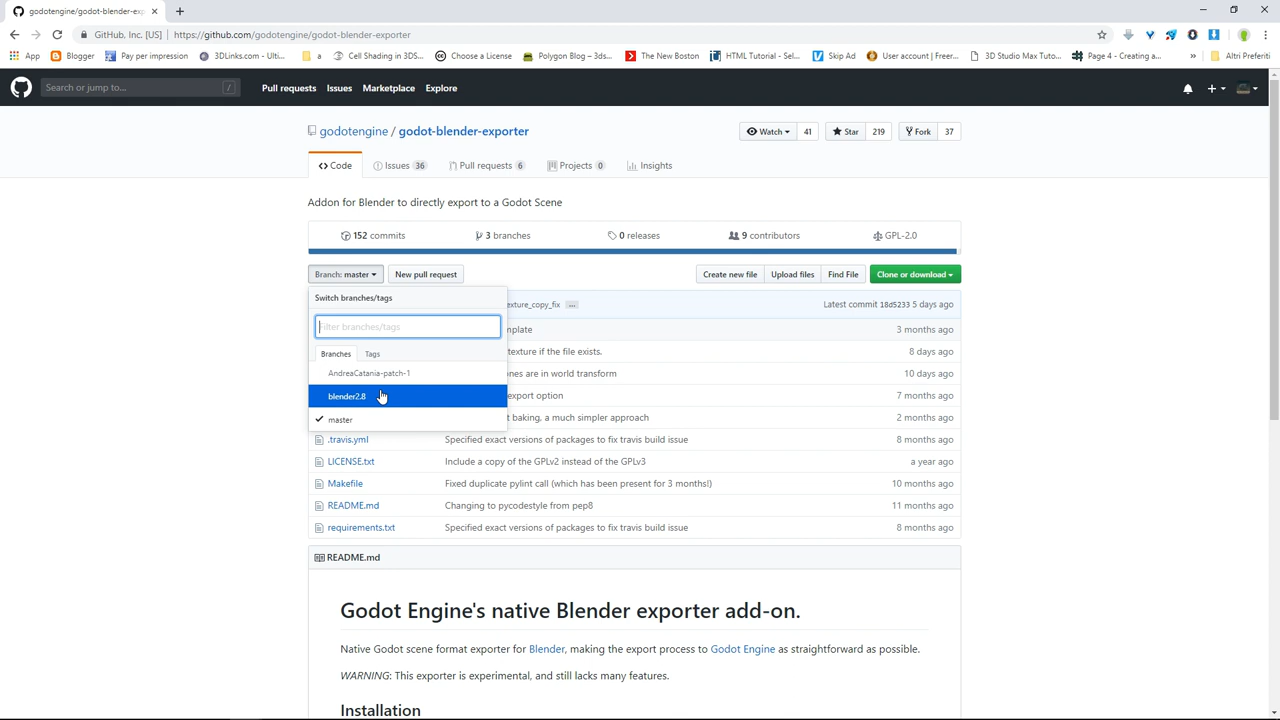 godotengine/godot-blender-exp
GitHub, Inc. [US] | https://github.com/godotengine/godot-blender-exporter
App Blogger Pay per impression 3DLinks.com - Ulti... a Cell Shading in 3DS... Choose a License Polygon Blog – 3ds... The New Boston HTML Tutorial - Sel... Skip Ad User account | Freer... 3D Studio Max Tuto... Page 4 - Creating a... » Altri Preferiti
Search or jump to... / Pull requests Issues Marketplace Explore
godotengine / godot-blender-exporter Watch 41 Star 219 Fork 37
Code Issues 36 Pull requests 6 Projects 0 Insights
Addon for Blender to directly export to a Godot Scene
152 commits 3 branches 0 releases 9 contributors GPL-2.0
Branch: master New pull request Create new file Upload files Find File Clone or download
Switch branches/tags
exture_copy_fix ... Latest commit 18d5233 5 days ago
Filter branches/tags
mplate 3 months ago
Branches Tags
texture if the file exists. 8 days ago
AndreaCatania-patch-1
ones are in world transform 10 days ago
blender2.8
export option 7 months ago
master
t baking, a much simpler approach 2 months ago
.travis.yml Specified exact versions of packages to fix travis build issue 8 months ago
LICENSE.txt Include a copy of the GPLv2 instead of the GPLv3 a year ago
Makefile Fixed duplicate pylint call (which has been present for 3 months!) 10 months ago
README.md Changing to pycodestyle from pep8 11 months ago
requirements.txt Specified exact versions of packages to fix travis build issue 8 months ago
README.md
Godot Engine's native Blender exporter add-on.
Native Godot scene format exporter for Blender, making the export process to Godot Engine as straightforward as possible.
WARNING: This exporter is experimental, and still lacks many features.
Installation